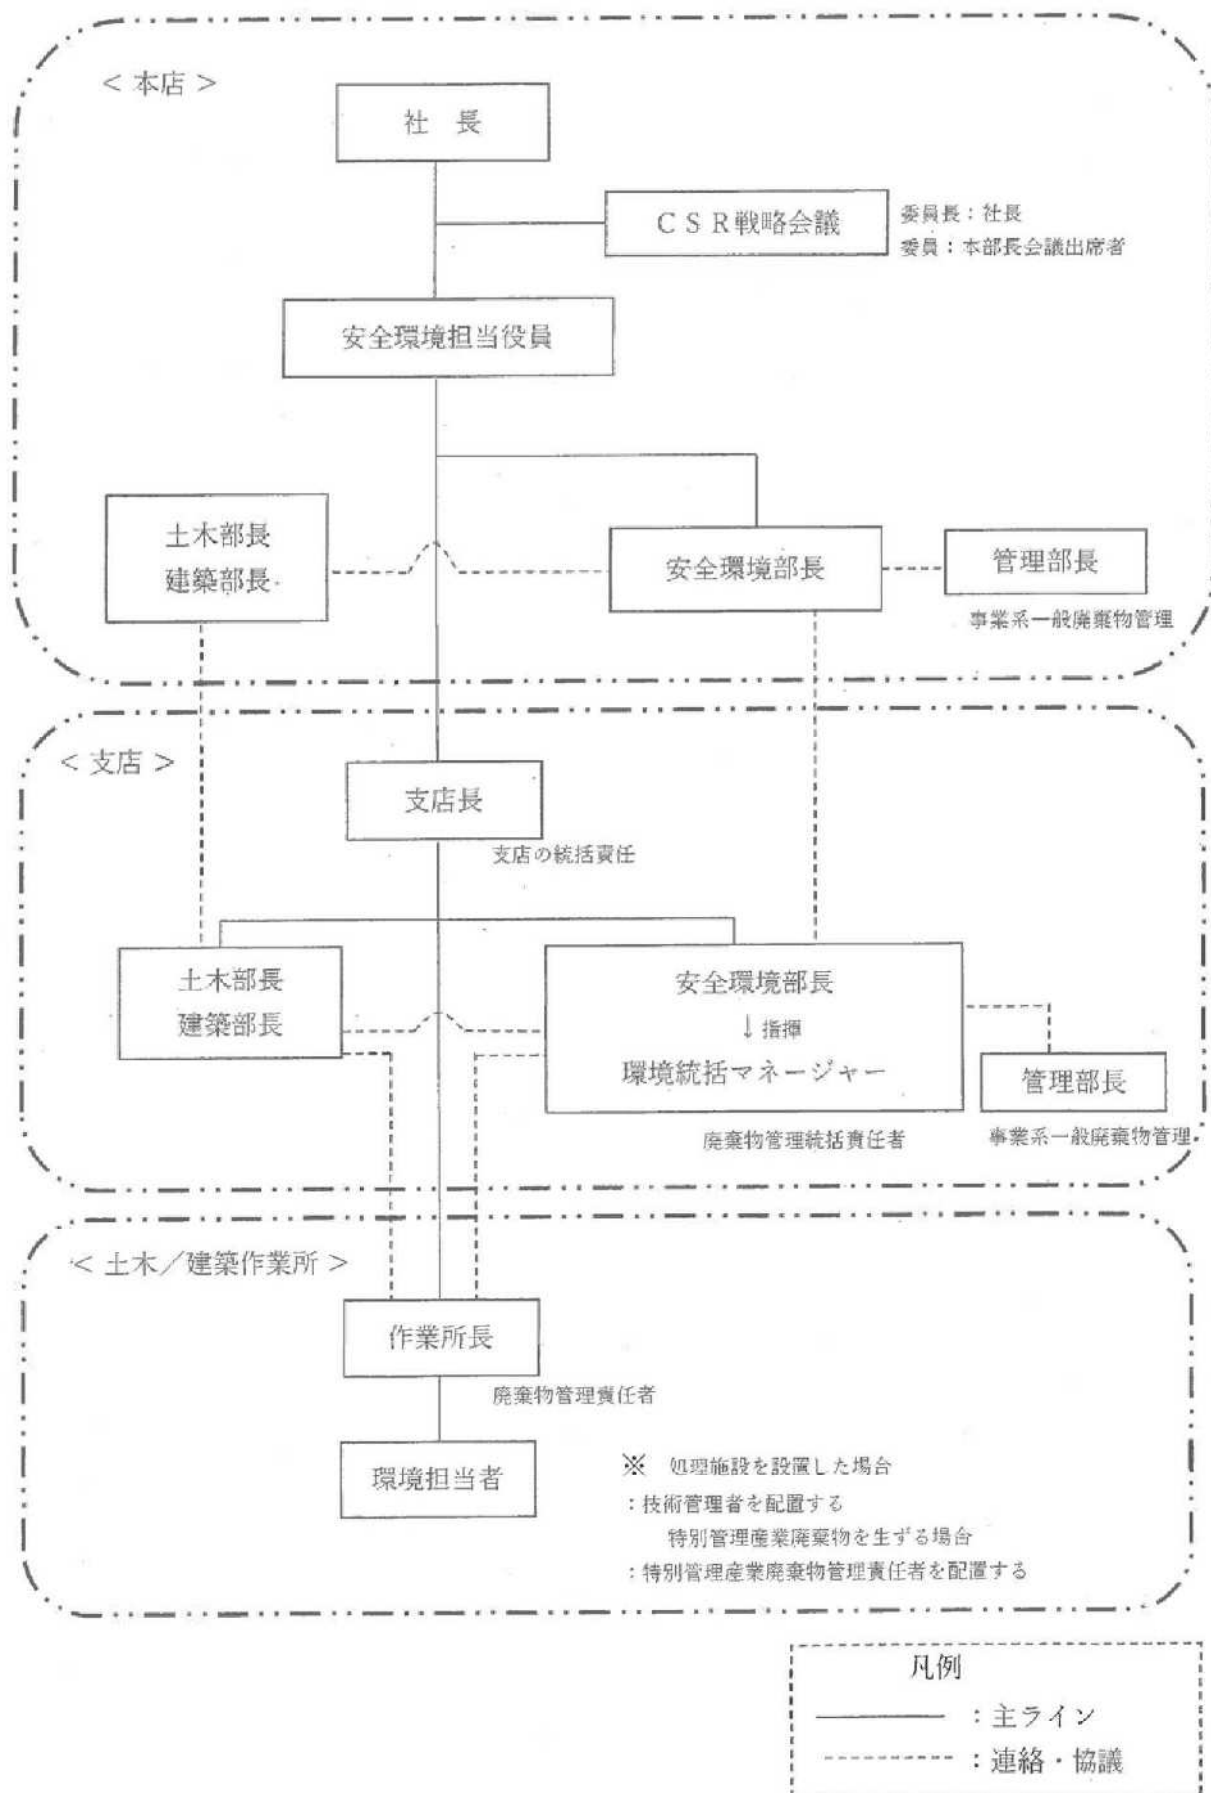 < 本店 >
社 長
ＣＳＲ戦略会議
委員長：社長
委員：本部長会議出席者
安全環境担当役員
土木部長
建築部長
安全環境部長
管理部長
事業系一般廃棄物管理
< 支店 >
支店長
支店の統括責任
土木部長
建築部長
安全環境部長
↓ 指揮
環境統括マネージャー
廃棄物管理統括責任者
管理部長
事業系一般廃棄物管理
< 土木／建築作業所 >
作業所長
廃棄物管理責任者
環境担当者
※ 処理施設を設置した場合
：技術管理者を配置する
特別管理産業廃棄物を生ずる場合
：特別管理産業廃棄物管理責任者を配置する
凡例
：主ライン
：連絡・協議